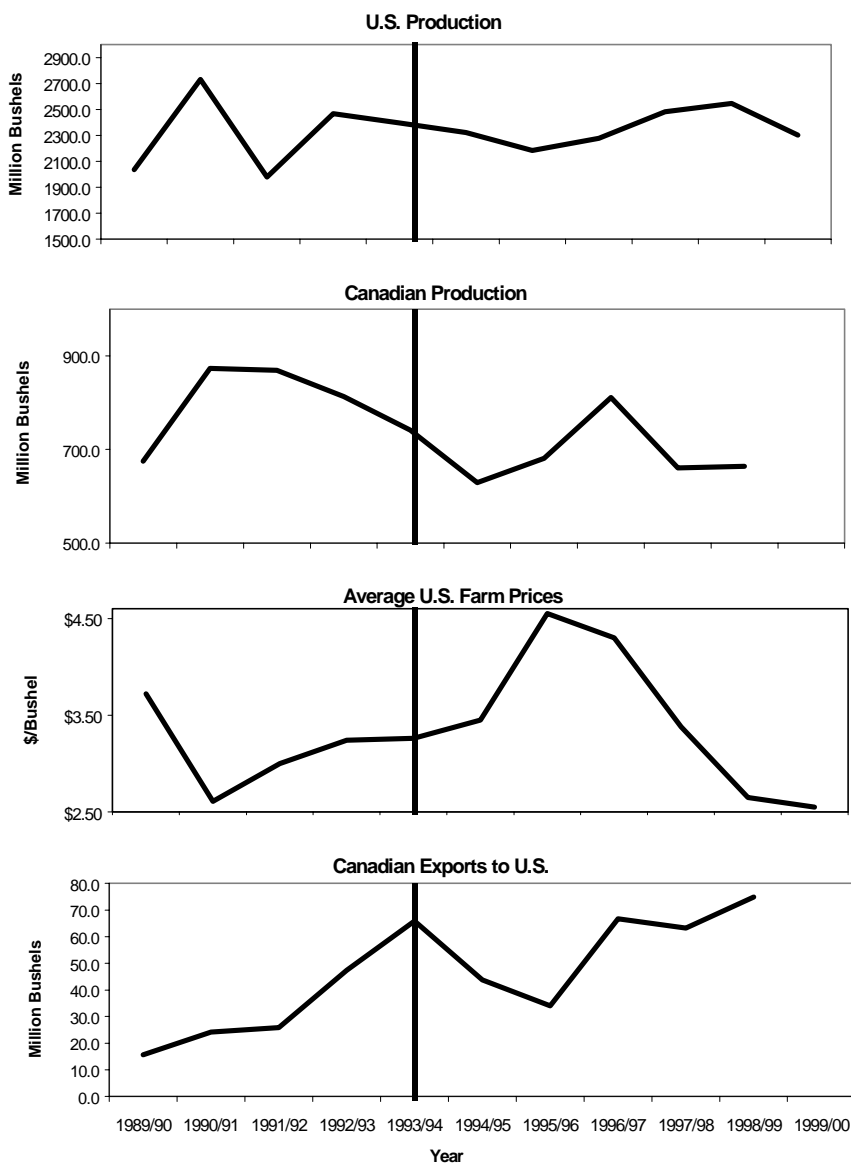 U.S. Production
Million Bushels
2900.0
2700.0
2500.0
2300.0
2100.0
1900.0
1700.0
1500.0
Canadian Production
Million Bushels
900.0
700.0
500.0
Average U.S. Farm Prices
$/Bushel
$4.50
$3.50
$2.50
Canadian Exports to U.S.
Million Bushels
80.0
70.0
60.0
50.0
40.0
30.0
20.0
10.0
0.0
1989/90 1990/91 1991/92 1992/93 1993/94 1994/95 1995/96 1996/97 1997/98 1998/99 1999/00
Year